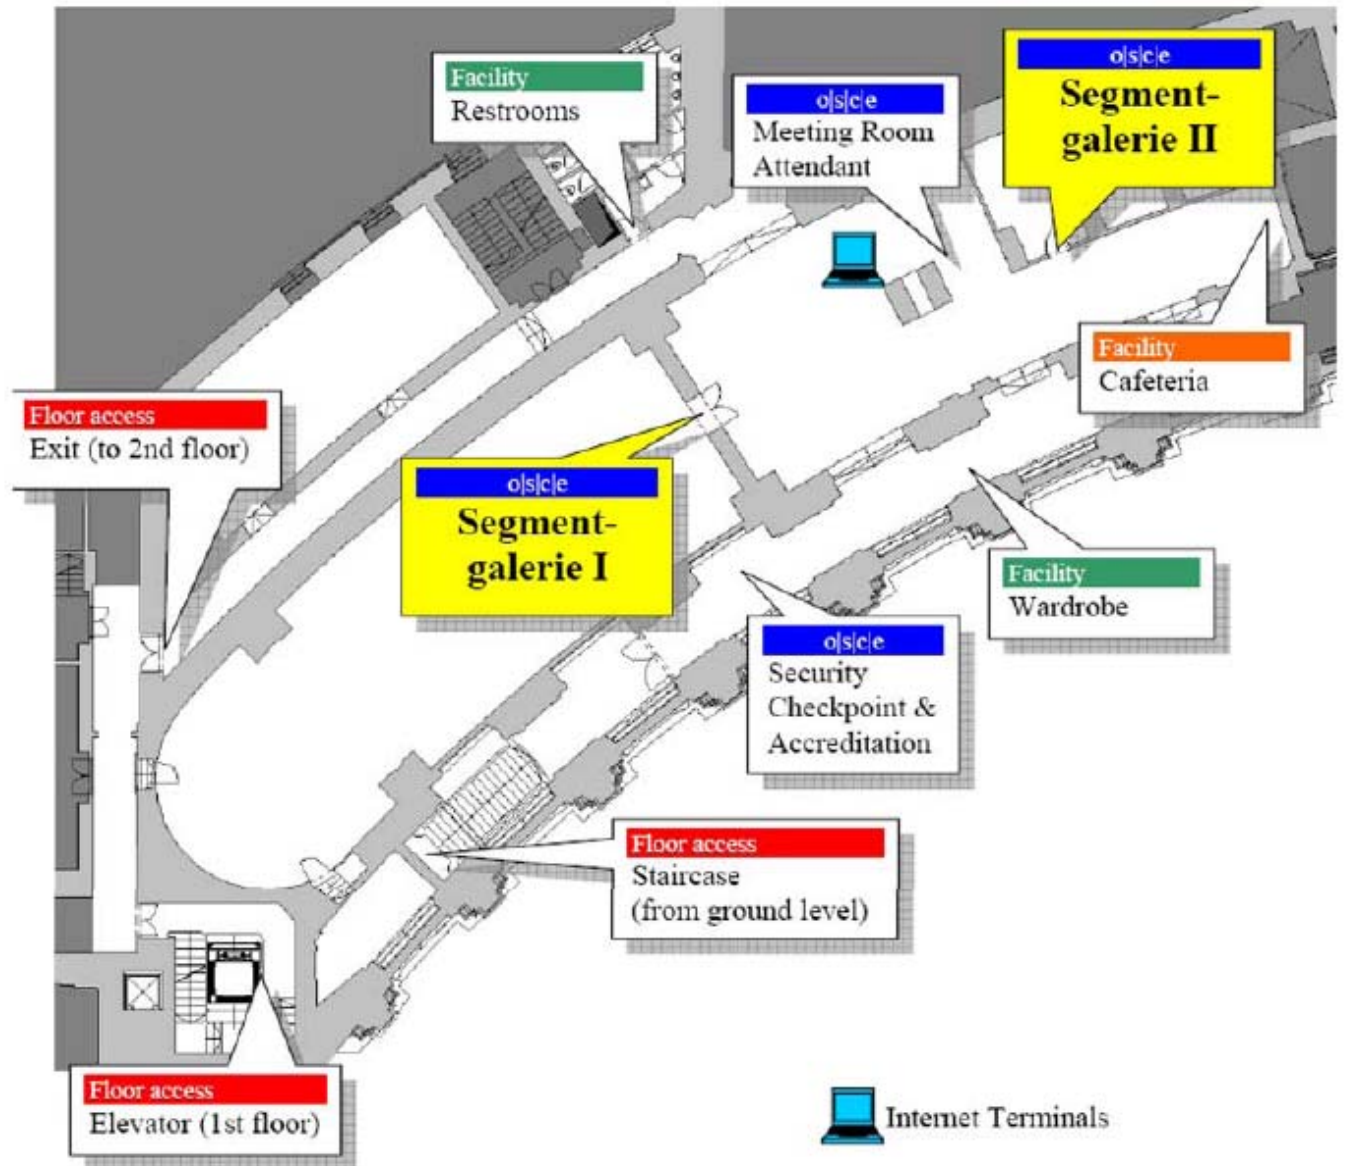 Facility
Restrooms
o|s|c|e
Meeting Room
Attendant
o|s|c|e
Segment-
galerie II
Facility
Cafeteria
Floor access
Exit (to 2nd floor)
o|s|c|e
Segment-
galerie I
Facility
Wardrobe
o|s|c|e
Security
Checkpoint &
Accreditation
Floor access
Staircase
(from ground level)
Floor access
Elevator (1st floor)
Internet Terminals